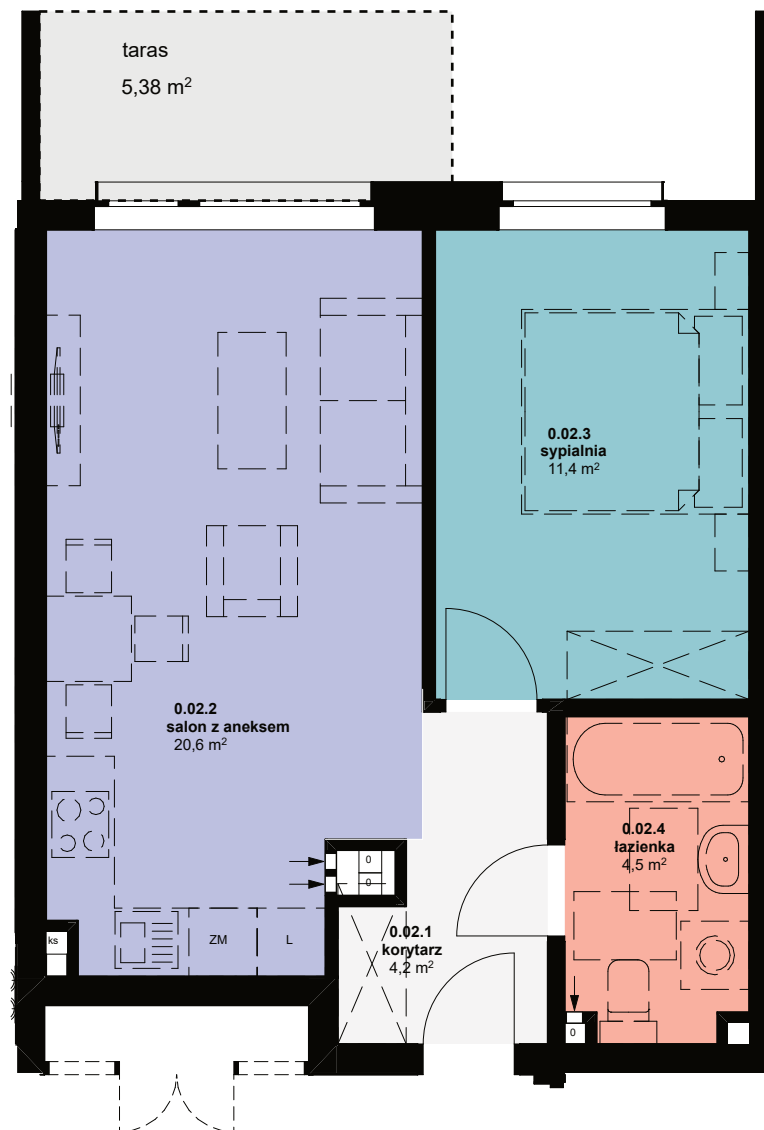 taras
5,38 m²
0.02.3
sypialnia
11,4 m²
0.02.2
salon z aneksem
20,6 m²
0.02.4
łazienka
4,5 m²
0
0
0.02.1
korytarz
4,2 m²
ks
ZM
L
0